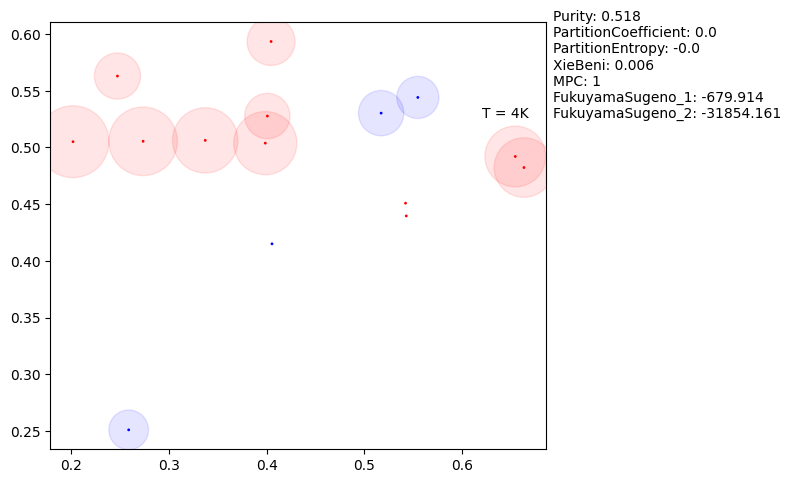 Purity: 0.518
PartitionCoefficient: 0.0
PartitionEntropy: -0.0
XieBeni: 0.006
MPC: 1
FukuyamaSugeno_1: -679.914
FukuyamaSugeno_2: -31854.161
T = 4K
0.60
0.55
0.50
0.45
0.40
0.35
0.30
0.25
0.2 0.3 0.4 0.5 0.6